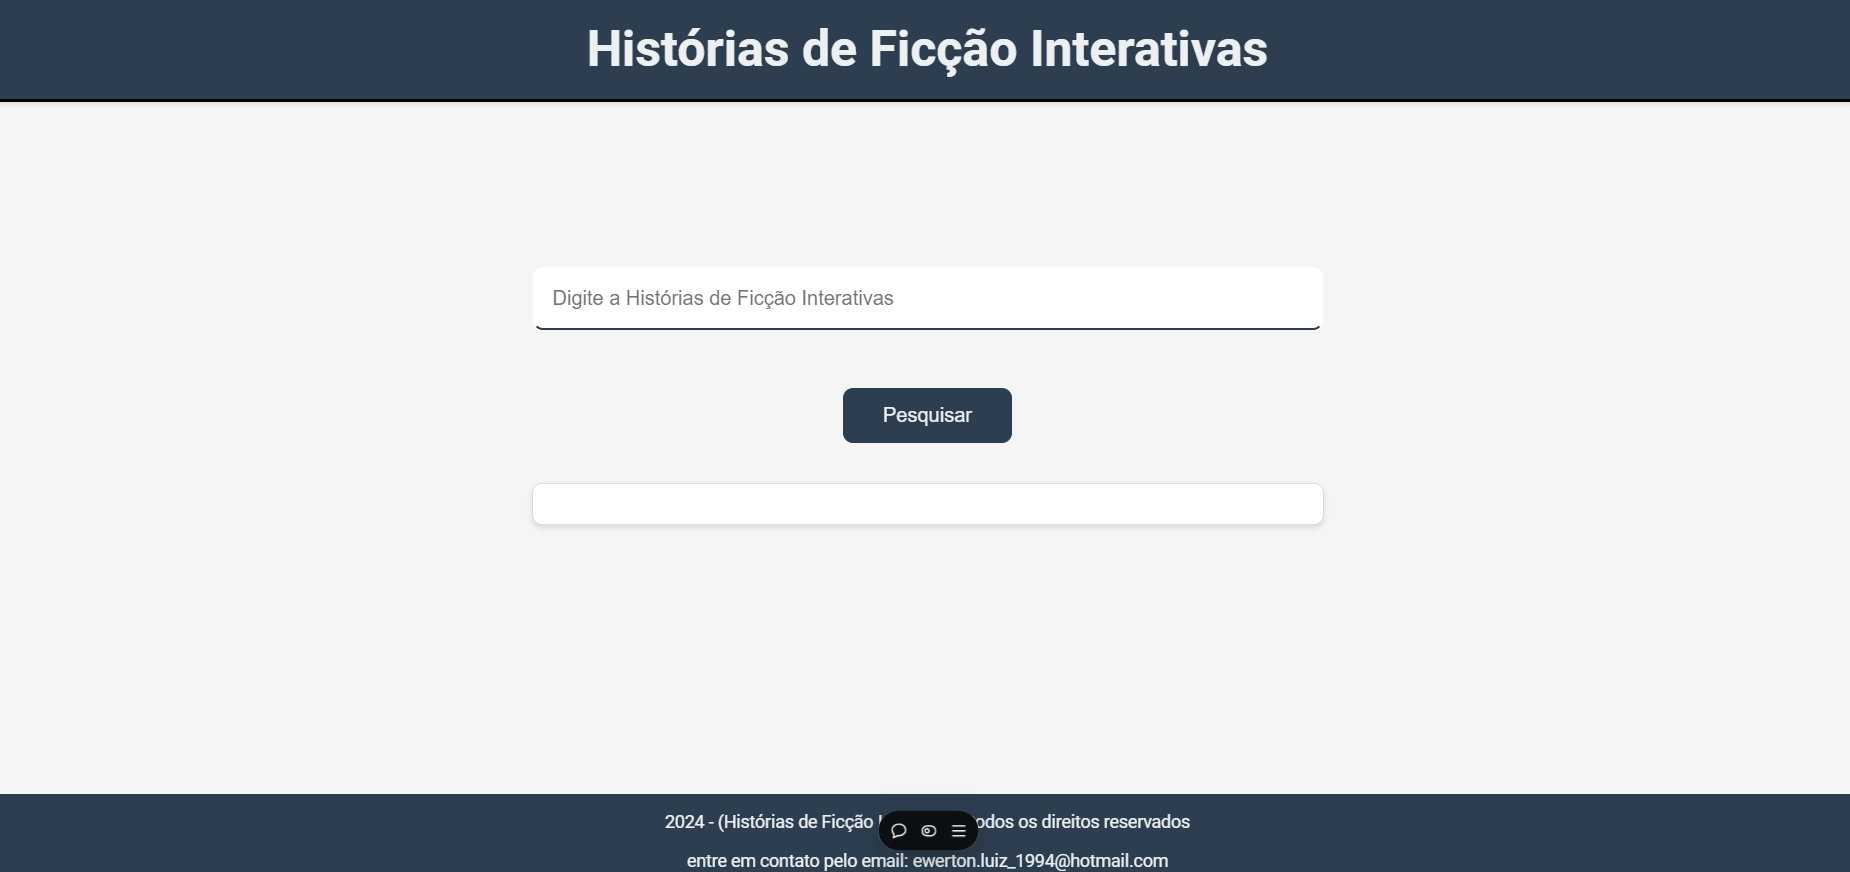 Histórias de Ficção Interativas
Digite a Histórias de Ficção Interativas
Pesquisar
2024 - (Histórias de Ficção odos os direitos reservados
entre em contato pelo email: ewerton.luiz_1994@hotmail.com